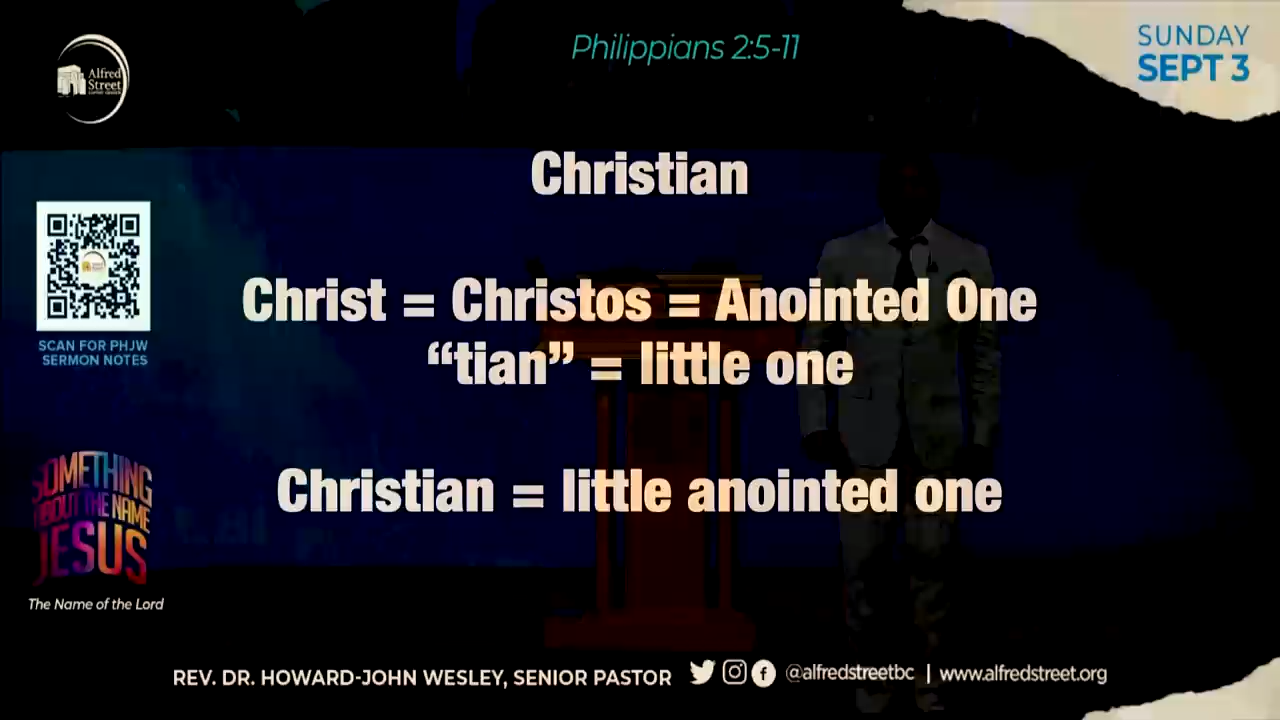 Philippians 2:5-11
SUNDAY
SEPT 3
Alfred
Street
Christian
Christ = Christos = Anointed One
“tian” = little one
Christian = little anointed one
SCAN FOR PHJW
SERMON NOTES
SOMETHING
ABOUT THE NAME
JESUS
The Name of the Lord
REV. DR. HOWARD-JOHN WESLEY, SENIOR PASTOR
@alfredstreetbc | www.alfredstreet.org